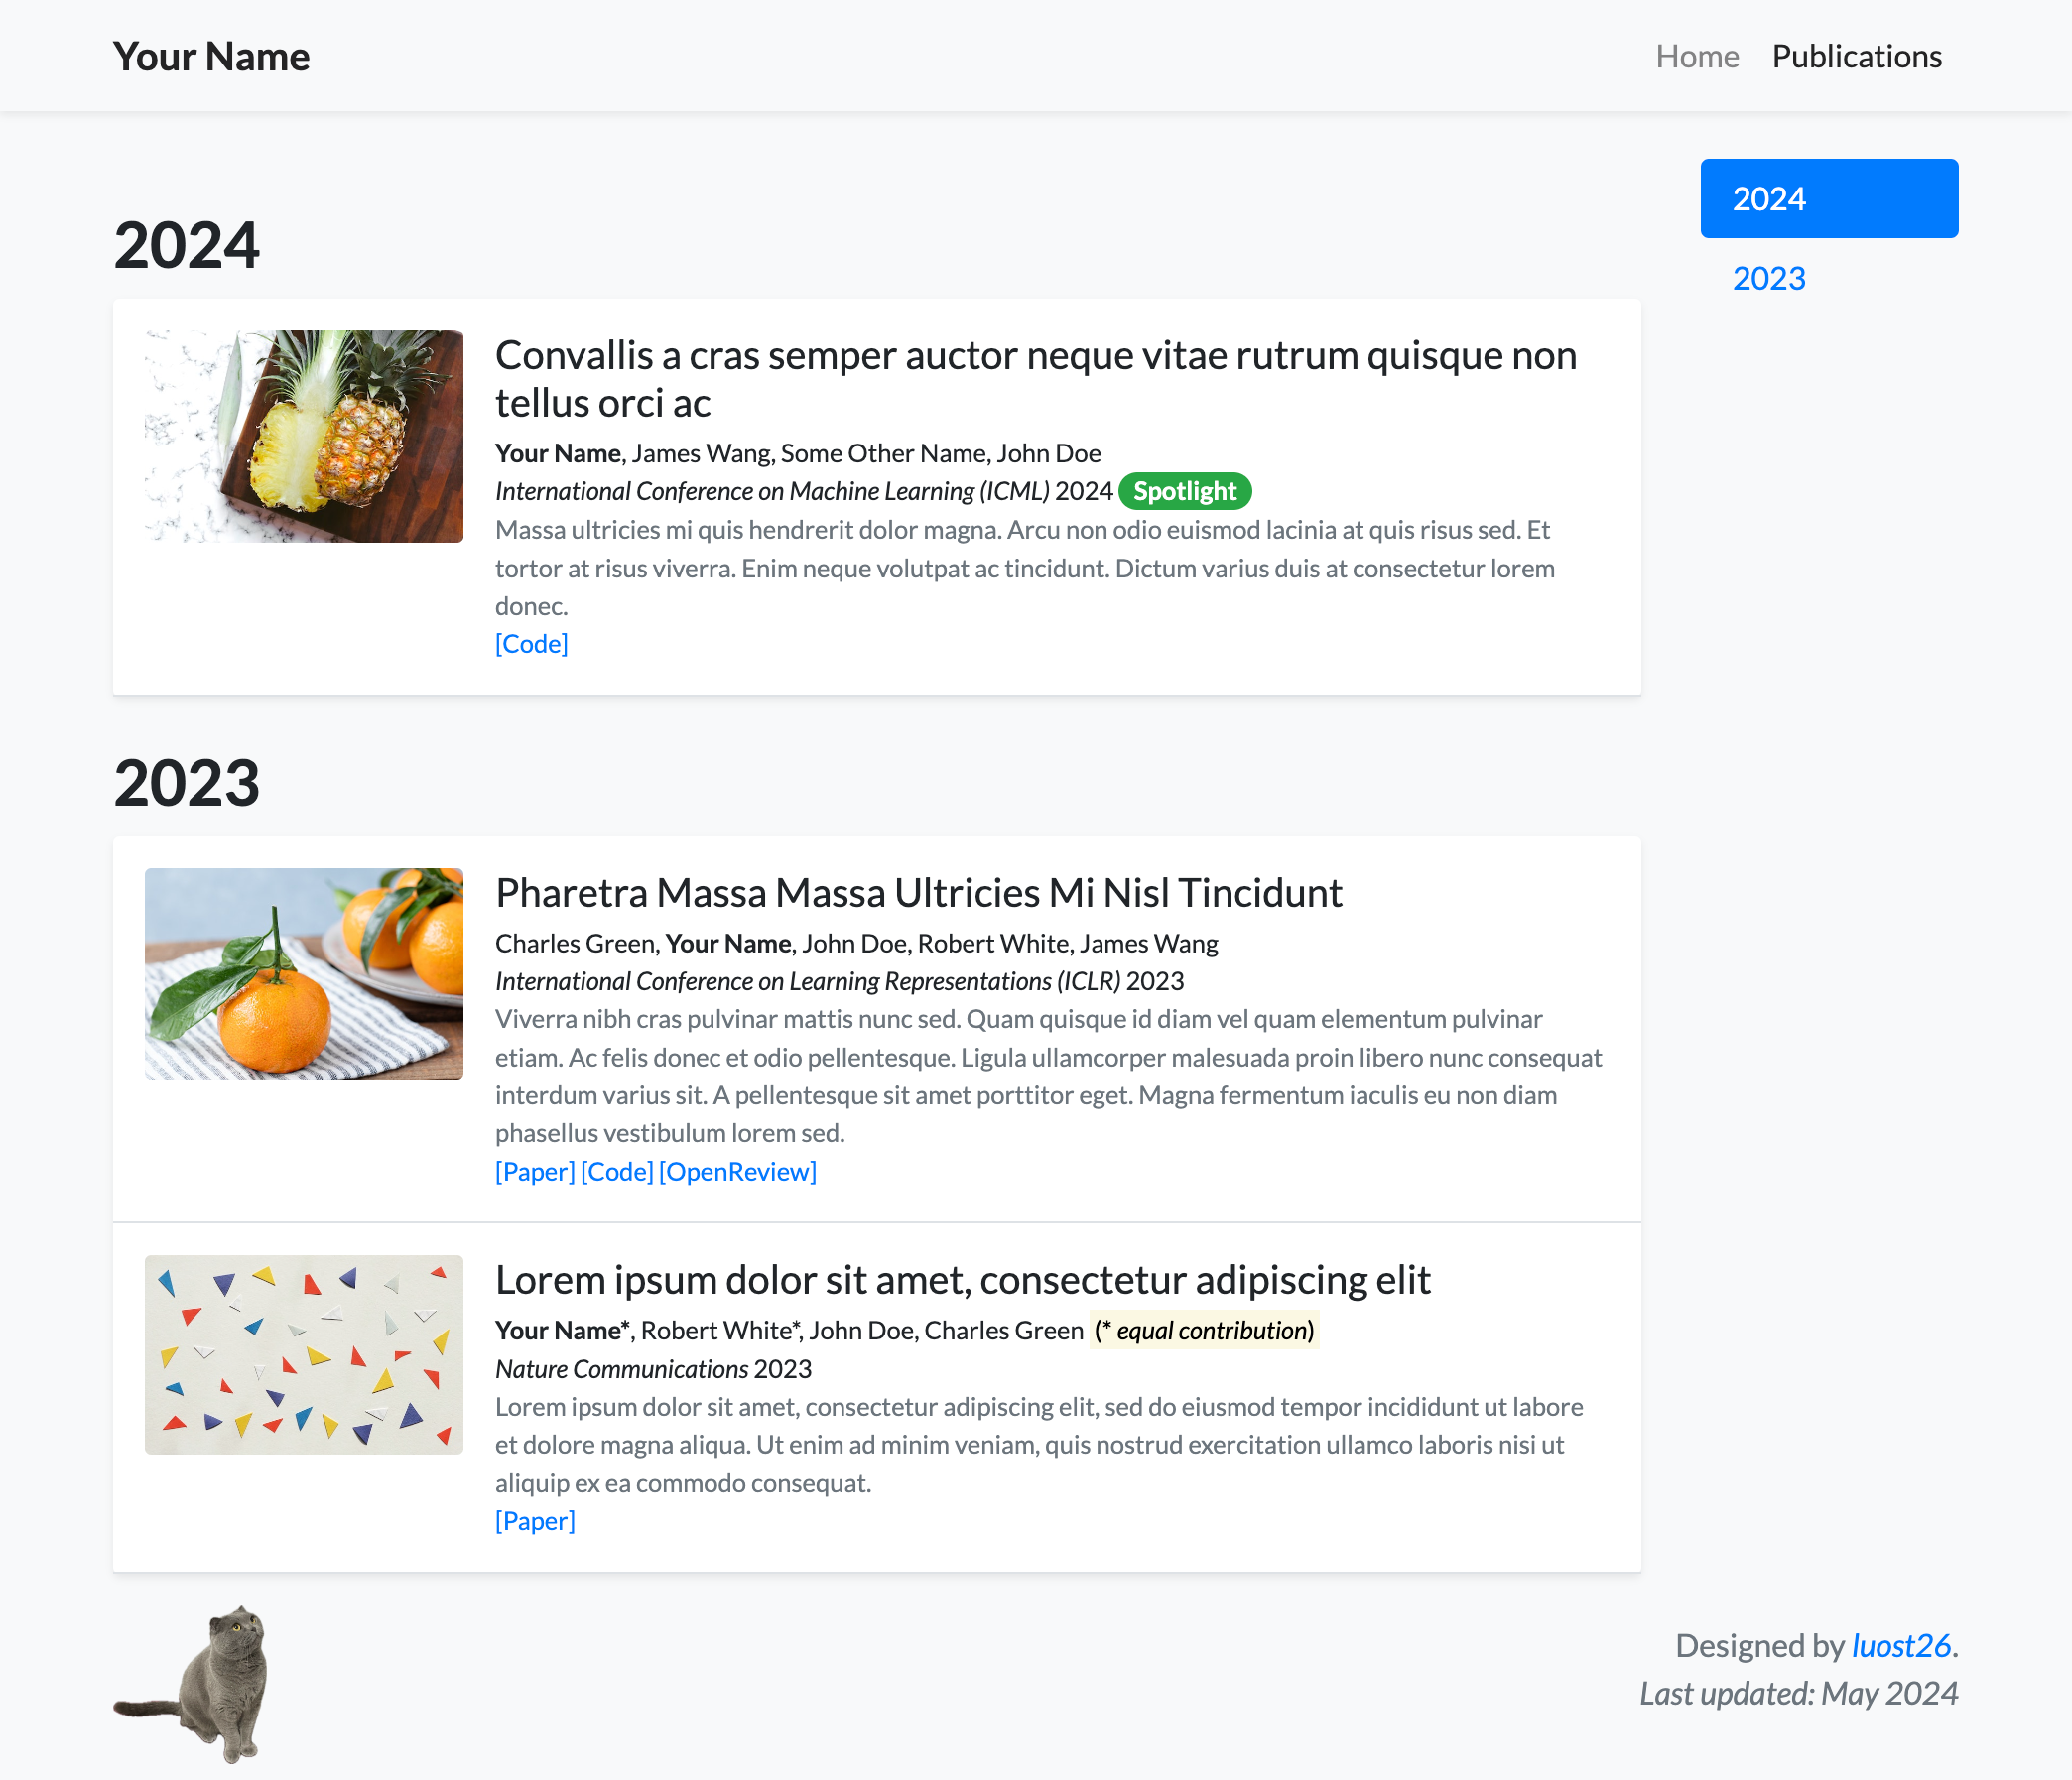 Your Name
Home Publications
2024
2023
2024
Convallis a cras semper auctor neque vitae rutrum quisque non
tellus orci ac
Your Name, James Wang, Some Other Name, John Doe
International Conference on Machine Learning (ICML) 2024 Spotlight
Massa ultricies mi quis hendrerit dolor magna. Arcu non odio euismod lacinia at quis risus sed. Et
tortor at risus viverra. Enim neque volutpat ac tincidunt. Dictum varius duis at consectetur lorem
donec.
[Code]
2023
Pharetra Massa Massa Ultricies Mi Nisl Tincidunt
Charles Green, Your Name, John Doe, Robert White, James Wang
International Conference on Learning Representations (ICLR) 2023
Viverra nibh cras pulvinar mattis nunc sed. Quam quisque id diam vel quam elementum pulvinar
etiam. Ac felis donec et odio pellentesque. Ligula ullamcorper malesuada proin libero nunc consequat
interdum varius sit. A pellentesque sit amet porttitor eget. Magna fermentum iaculis eu non diam
phasellus vestibulum lorem sed.
[Paper] [Code] [OpenReview]
Lorem ipsum dolor sit amet, consectetur adipiscing elit
Your Name*, Robert White*, John Doe, Charles Green (* equal contribution)
Nature Communications 2023
Lorem ipsum dolor sit amet, consectetur adipiscing elit, sed do eiusmod tempor incididunt ut labore
et dolore magna aliqua. Ut enim ad minim veniam, quis nostrud exercitation ullamco laboris nisi ut
aliquip ex ea commodo consequat.
[Paper]
Designed by luost26.
Last updated: May 2024